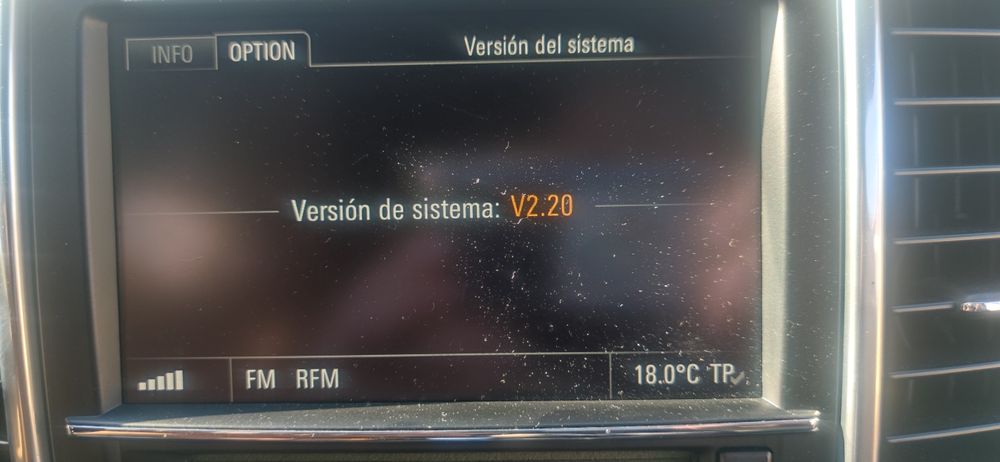 INFO OPTION Versión del sistema
Versión de sistema: V2.20
FM RFM 18.0°C TP